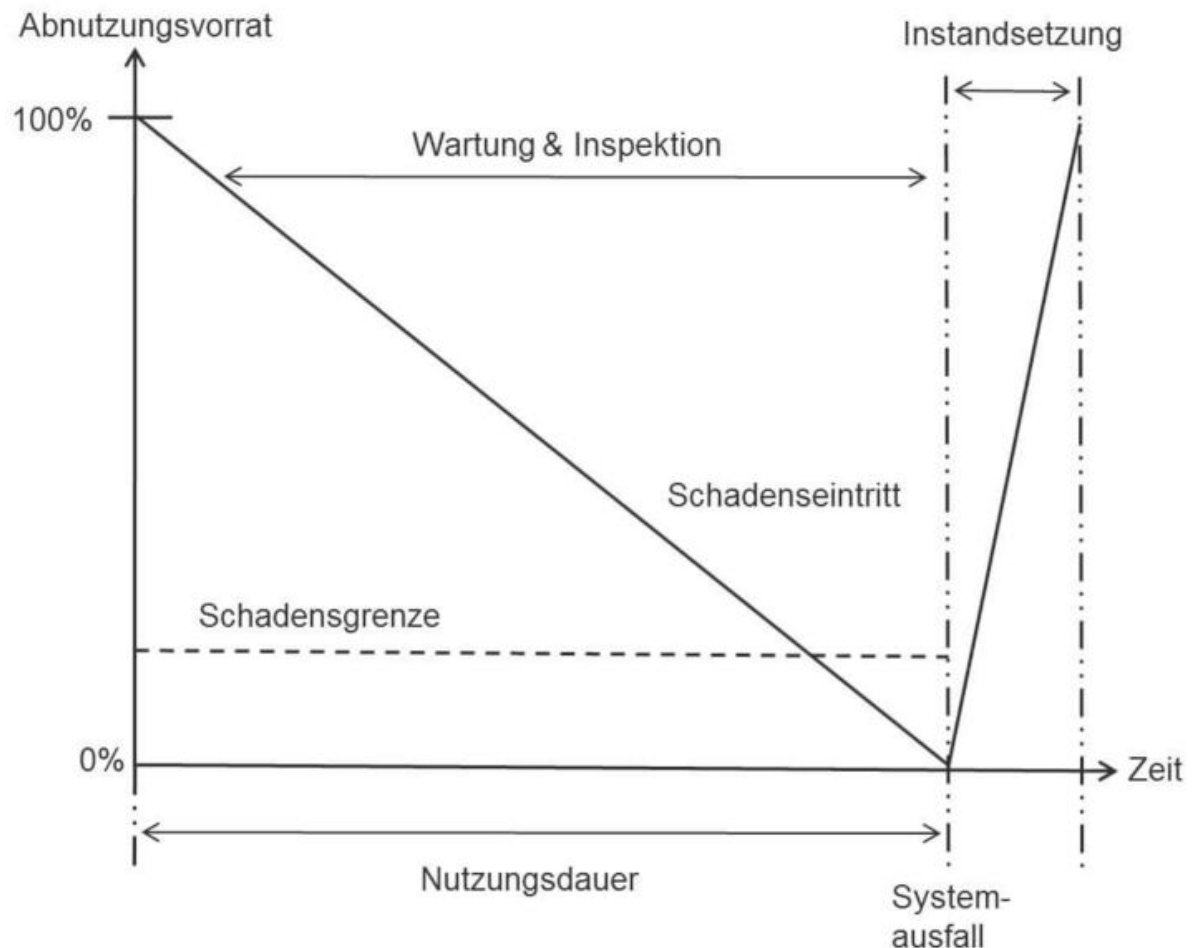 Abnutzungsvorrat
Instandsetzung
100%
Wartung & Inspektion
Schadenseintritt
Schadensgrenze
0%
Zeit
Nutzungsdauer
System-
ausfall